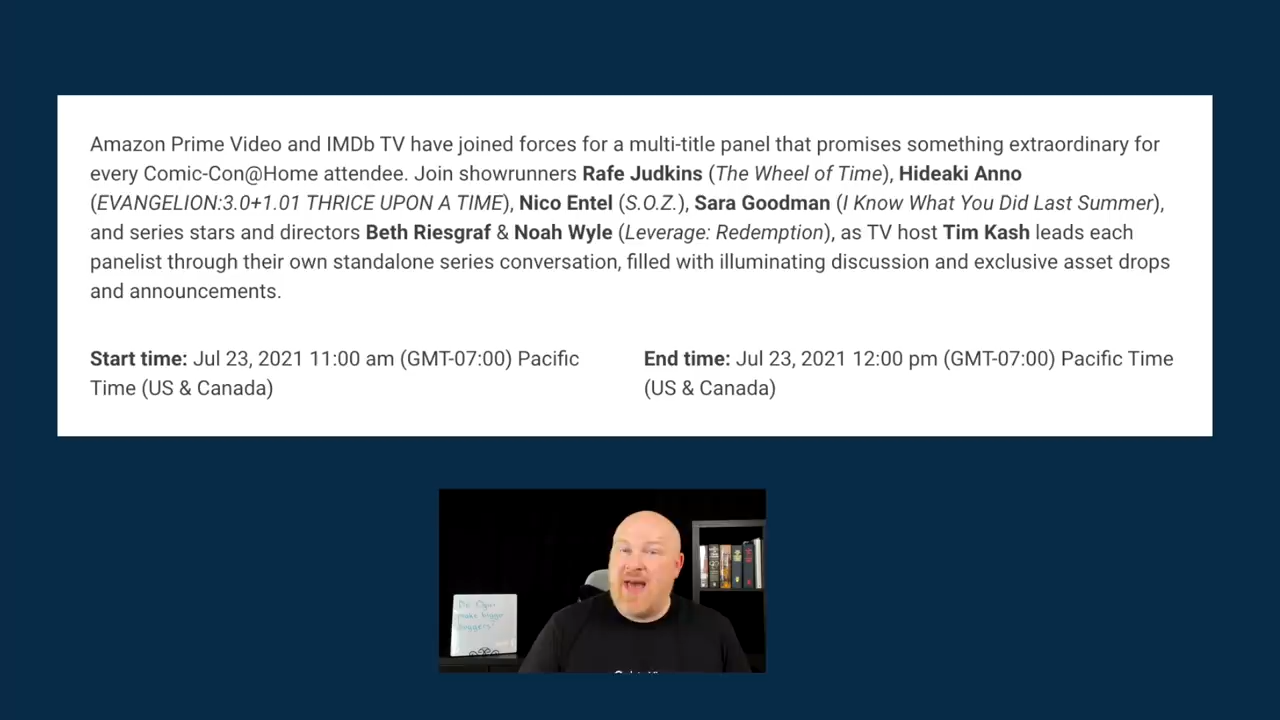 Amazon Prime Video and IMDb TV have joined forces for a multi-title panel that promises something extraordinary for
every Comic-Con@Home attendee. Join showrunners Rafe Judkins (The Wheel of Time), Hideaki Anno
(EVANGELION:3.0+1.01 THRICE UPON A TIME), Nico Entel (S.O.Z.), Sara Goodman (I Know What You Did Last Summer),
and series stars and directors Beth Riesgraf & Noah Wyle (Leverage: Redemption), as TV host Tim Kash leads each
panelist through their own standalone series conversation, filled with illuminating discussion and exclusive asset drops
and announcements.
Start time: Jul 23, 2021 11:00 am (GMT-07:00) Pacific
Time (US & Canada)
End time: Jul 23, 2021 12:00 pm (GMT-07:00) Pacific Time
(US & Canada)